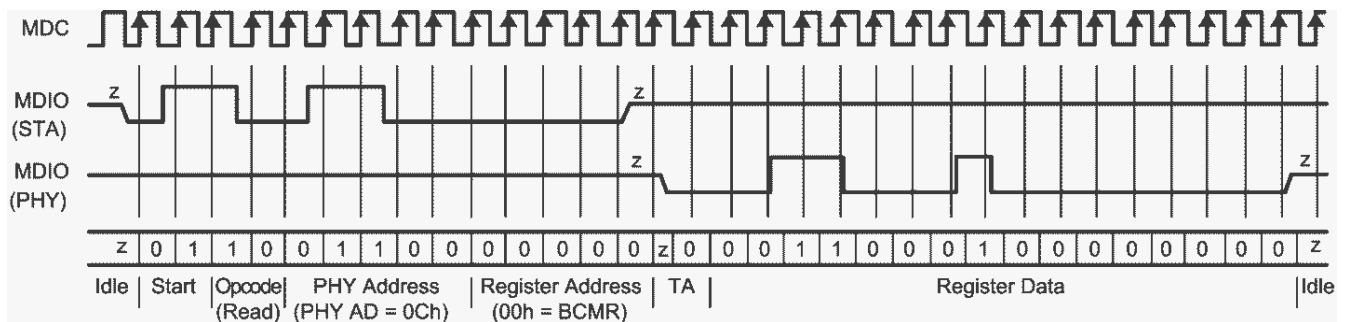 MDC
z z
MDIO
(STA)
MDIO z z
(PHY)
z 0 1 1 0 0 1 1 0 0 0 0 0 0 0 z 0 0 0 1 1 0 0 0 1 0 0 0 0 0 0 0 0 z
Idle Start Opcode PHY Address Register Address TA Register Data Idle
(Read) (PHY AD = 0Ch) (00h = BCMR)